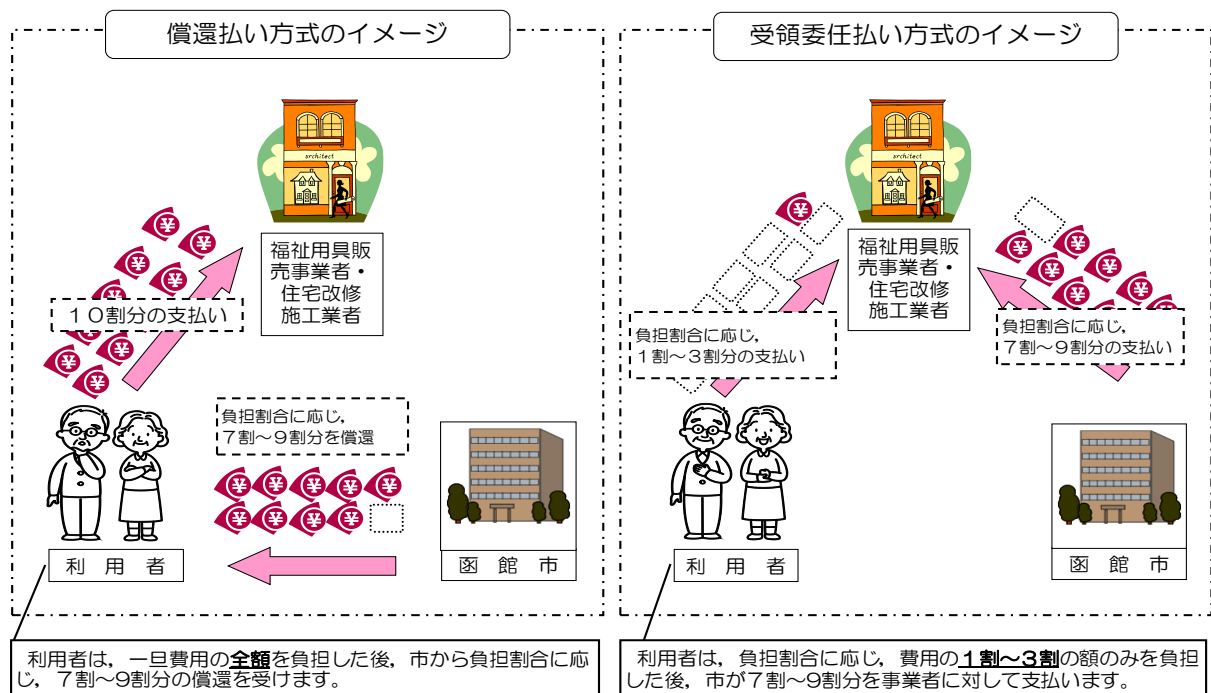 償還払い方式のイメージ
architect
福祉用具販
売事業者・
住宅改修
施工業者
１０割分の支払い
負担割合に応じ，
７割～９割分を償還
利用者
函館市
利用者は，一旦費用の全額を負担した後，市から負担割合に応
じ，７割～９割分の償還を受けます。
受領委任払い方式のイメージ
architect
福祉用具販
売事業者・
住宅改修
施工業者
負担割合に応じ，
１割～３割分の支払い
負担割合に応じ，
７割～９割分の支払い
利用者
函館市
利用者は，負担割合に応じ，費用の１割～３割の額のみを負担
した後，市が７割～９割分を事業者に対して支払います。